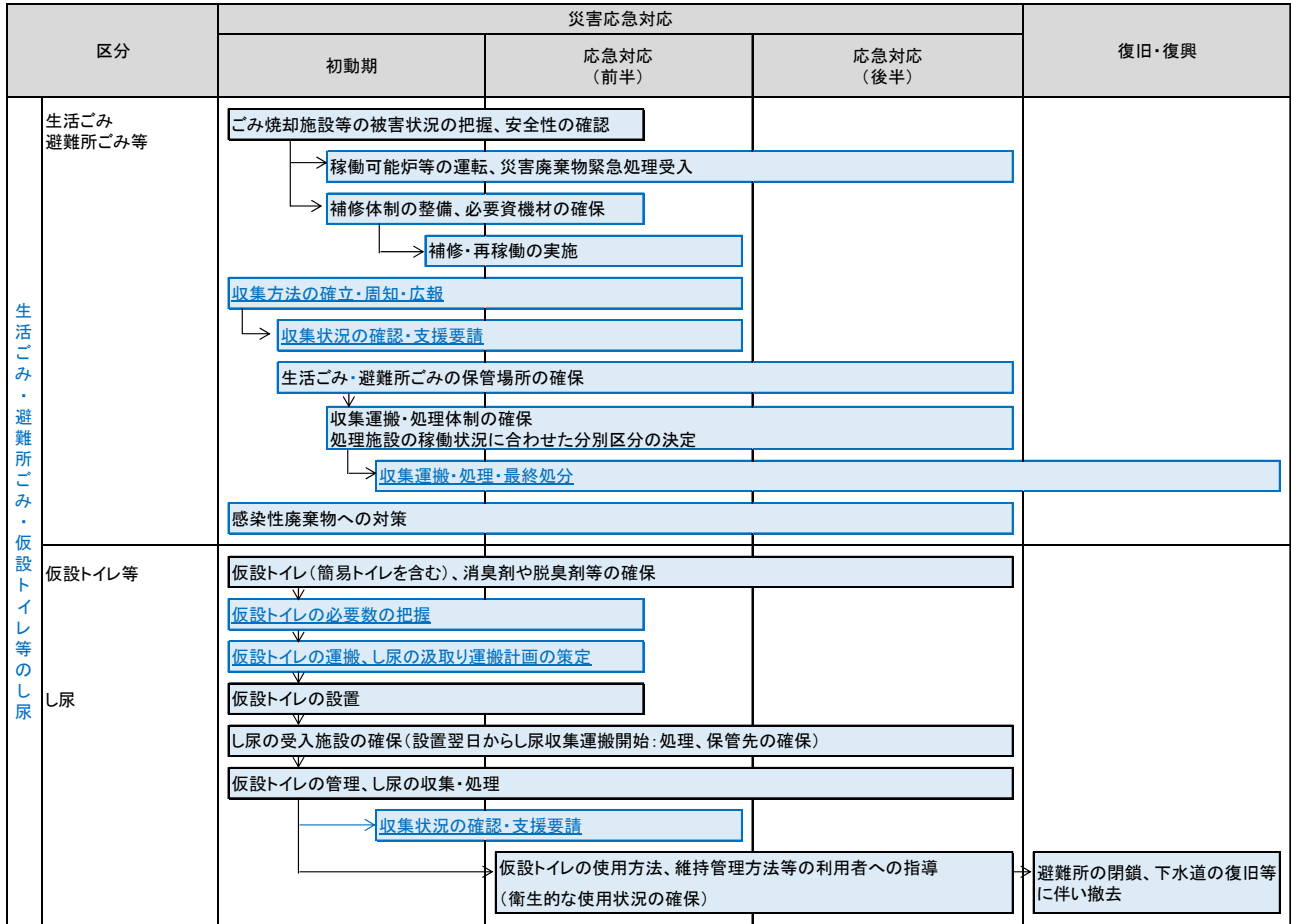 区分
災害応急対応
初動期
応急対応
（前半）
応急対応
（後半）
復旧・復興
生活ごみ・避難所ごみ・仮設トイレ等のし尿
生活ごみ
避難所ごみ等
ごみ焼却施設等の被害状況の把握、安全性の確認
稼働可能炉等の運転、災害廃棄物緊急処理受入
補修体制の整備、必要資機材の確保
補修・再稼働の実施
収集方法の確立・周知・広報
収集状況の確認・支援要請
生活ごみ・避難所ごみの保管場所の確保
収集運搬・処理体制の確保
処理施設の稼働状況に合わせた分別区分の決定
収集運搬・処理・最終処分
感染性廃棄物への対策
仮設トイレ等
仮設トイレ（簡易トイレを含む）、消臭剤や脱臭剤等の確保
仮設トイレの必要数の把握
仮設トイレの運搬、し尿の汲取り運搬計画の策定
し尿
仮設トイレの設置
し尿の受入施設の確保（設置翌日からし尿収集運搬開始：処理、保管先の確保）
仮設トイレの管理、し尿の収集・処理
収集状況の確認・支援要請
仮設トイレの使用方法、維持管理方法等の利用者への指導
（衛生的な使用状況の確保）
避難所の閉鎖、下水道の復旧等
に伴い撤去